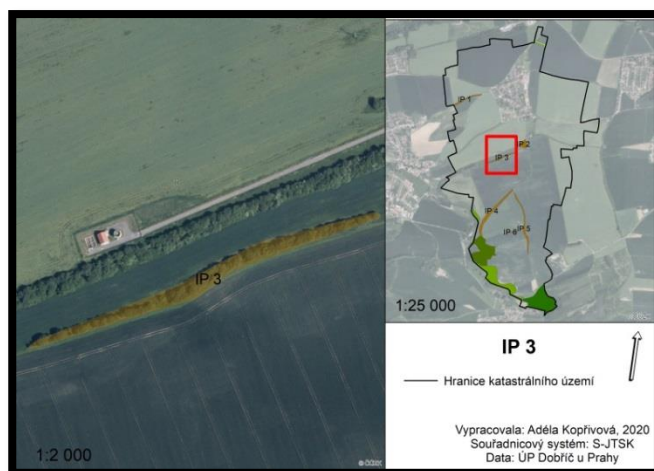 IP 3
1:2 000
© ČÚZK
IP 1
IP 2
IP 3
IP 4
IP 5
IP 6
1:25 000
IP 3
Hranice katastrálního území
Vypracovala: Adéla Kopřivová, 2020
Souřadnicový systém: S-JTSK
Data: ÚP Dobříč u Prahy